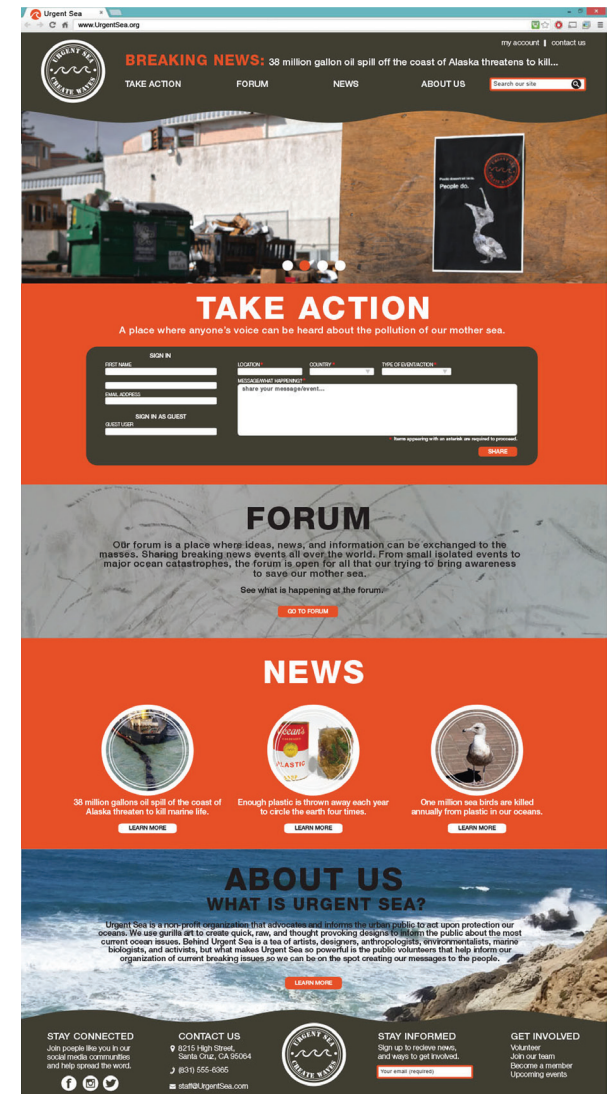 Urgent Sea
www.UrgentSea.org
my account | contact us
URGENT SEA
CREATE WAVES
BREAKING NEWS: 38 million gallon oil spill off the coast of Alaska threatens to kill...
TAKE ACTION
FORUM
NEWS
ABOUT US
Search our site
People do.
TAKE ACTION
A place where anyone's voice can be heard about the pollution of our mother sea.
SIGN IN
FIRST NAME
EMAIL ADDRESS
SIGN IN AS GUEST
GUEST USER
LOCATION*
COUNTRY*
TYPE OF EVENT/ACTION*
MESSAGE/WHAT HAPPENING?*
share your message/event...
* Items appearing with an asterisk are required to proceed.
SHARE
FORUM
Our forum is a place where ideas, news, and information can be exchanged to the
masses. Sharing breaking news events all over the world. From small isolated events to
major ocean catastrophes, the forum is open for all that our trying to bring awareness
to save our mother sea.
See what is happening at the forum.
GO TO FORUM
NEWS
ocean's
PLASTIC
38 million gallons oil spill of the coast of
Alaska threaten to kill marine life.
LEARN MORE
Enough plastic is thrown away each year
to circle the earth four times.
LEARN MORE
One million sea birds are killed
annually from plastic in our oceans.
LEARN MORE
ABOUT US
WHAT IS URGENT SEA?
Urgent Sea is a non-profit organization that advocates and informs the urban public to act upon protection our
oceans. We use gurilla art to create quick, raw, and thought provoking designs to inform the public about the most
current ocean issues. Behind Urgent Sea is a tea of artists, designers, anthropologists, environmentalists, marine
biologists, and activists, but what makes Urgent Sea so powerful is the public volunteers that help inform our
organization of current breaking issues so we can be on the spot creating our messages to the people.
LEARN MORE
STAY CONNECTED
Join poeple like you in our
social media communities
and help spread the word.
CONTACT US
8215 High Street,
Santa Cruz, CA 95064
(831) 555-6365
staff@UrgentSea.com
URGENT SEA
CREATE WAVES
STAY INFORMED
Sign up to recieve news,
and ways to get involved.
Your email (required)
GET INVOLVED
Volunteer
Join our team
Become a member
Upcoming events